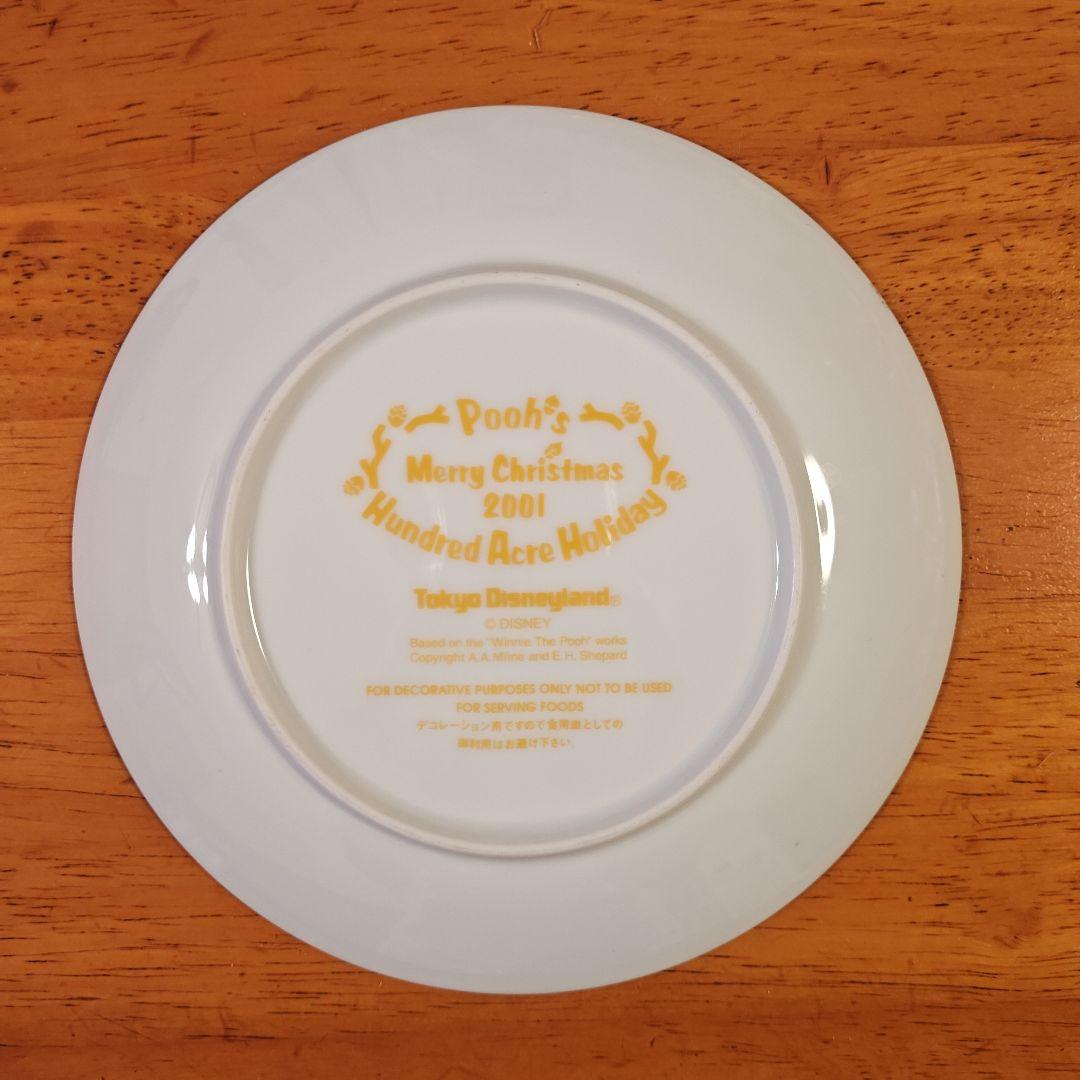 Pooh's
Merry Christmas
2001
Hundred Acre Holiday
Tokyo Disneyland®
© DISNEY
Based on the "Winnie The Pooh" works
Copyright A.A.Milne and E.H. Shepard
FOR DECORATIVE PURPOSES ONLY NOT TO BE USED
FOR SERVING FOODS
デコレーション用ですので食用皿としての
御利用はお避け下さい。